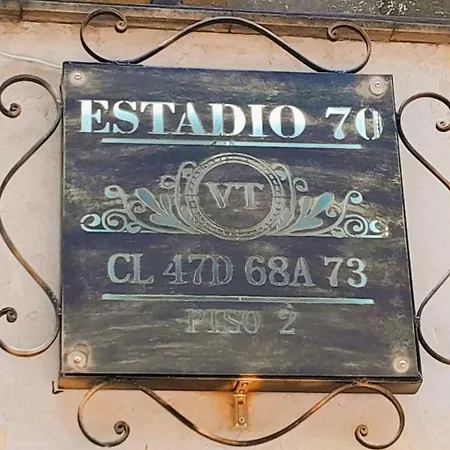 ESTADIO 70
VT
CL 47D 68A 73
PISO 2